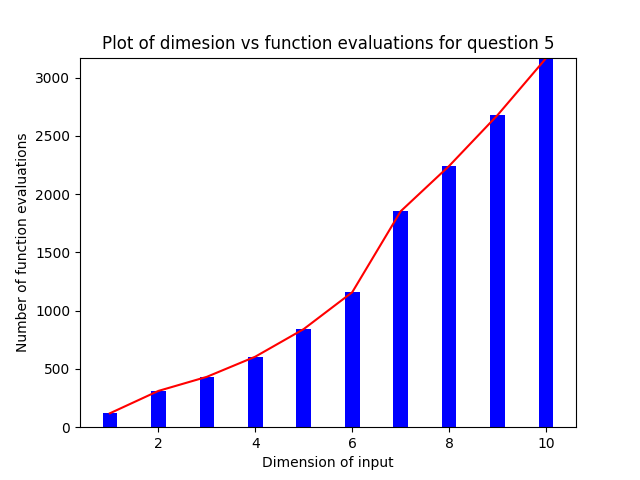 Plot of dimesion vs function evaluations for question 5
Number of function evaluations
3000
2500
2000
1500
1000
500
0
2 4 6 8 10
Dimension of input